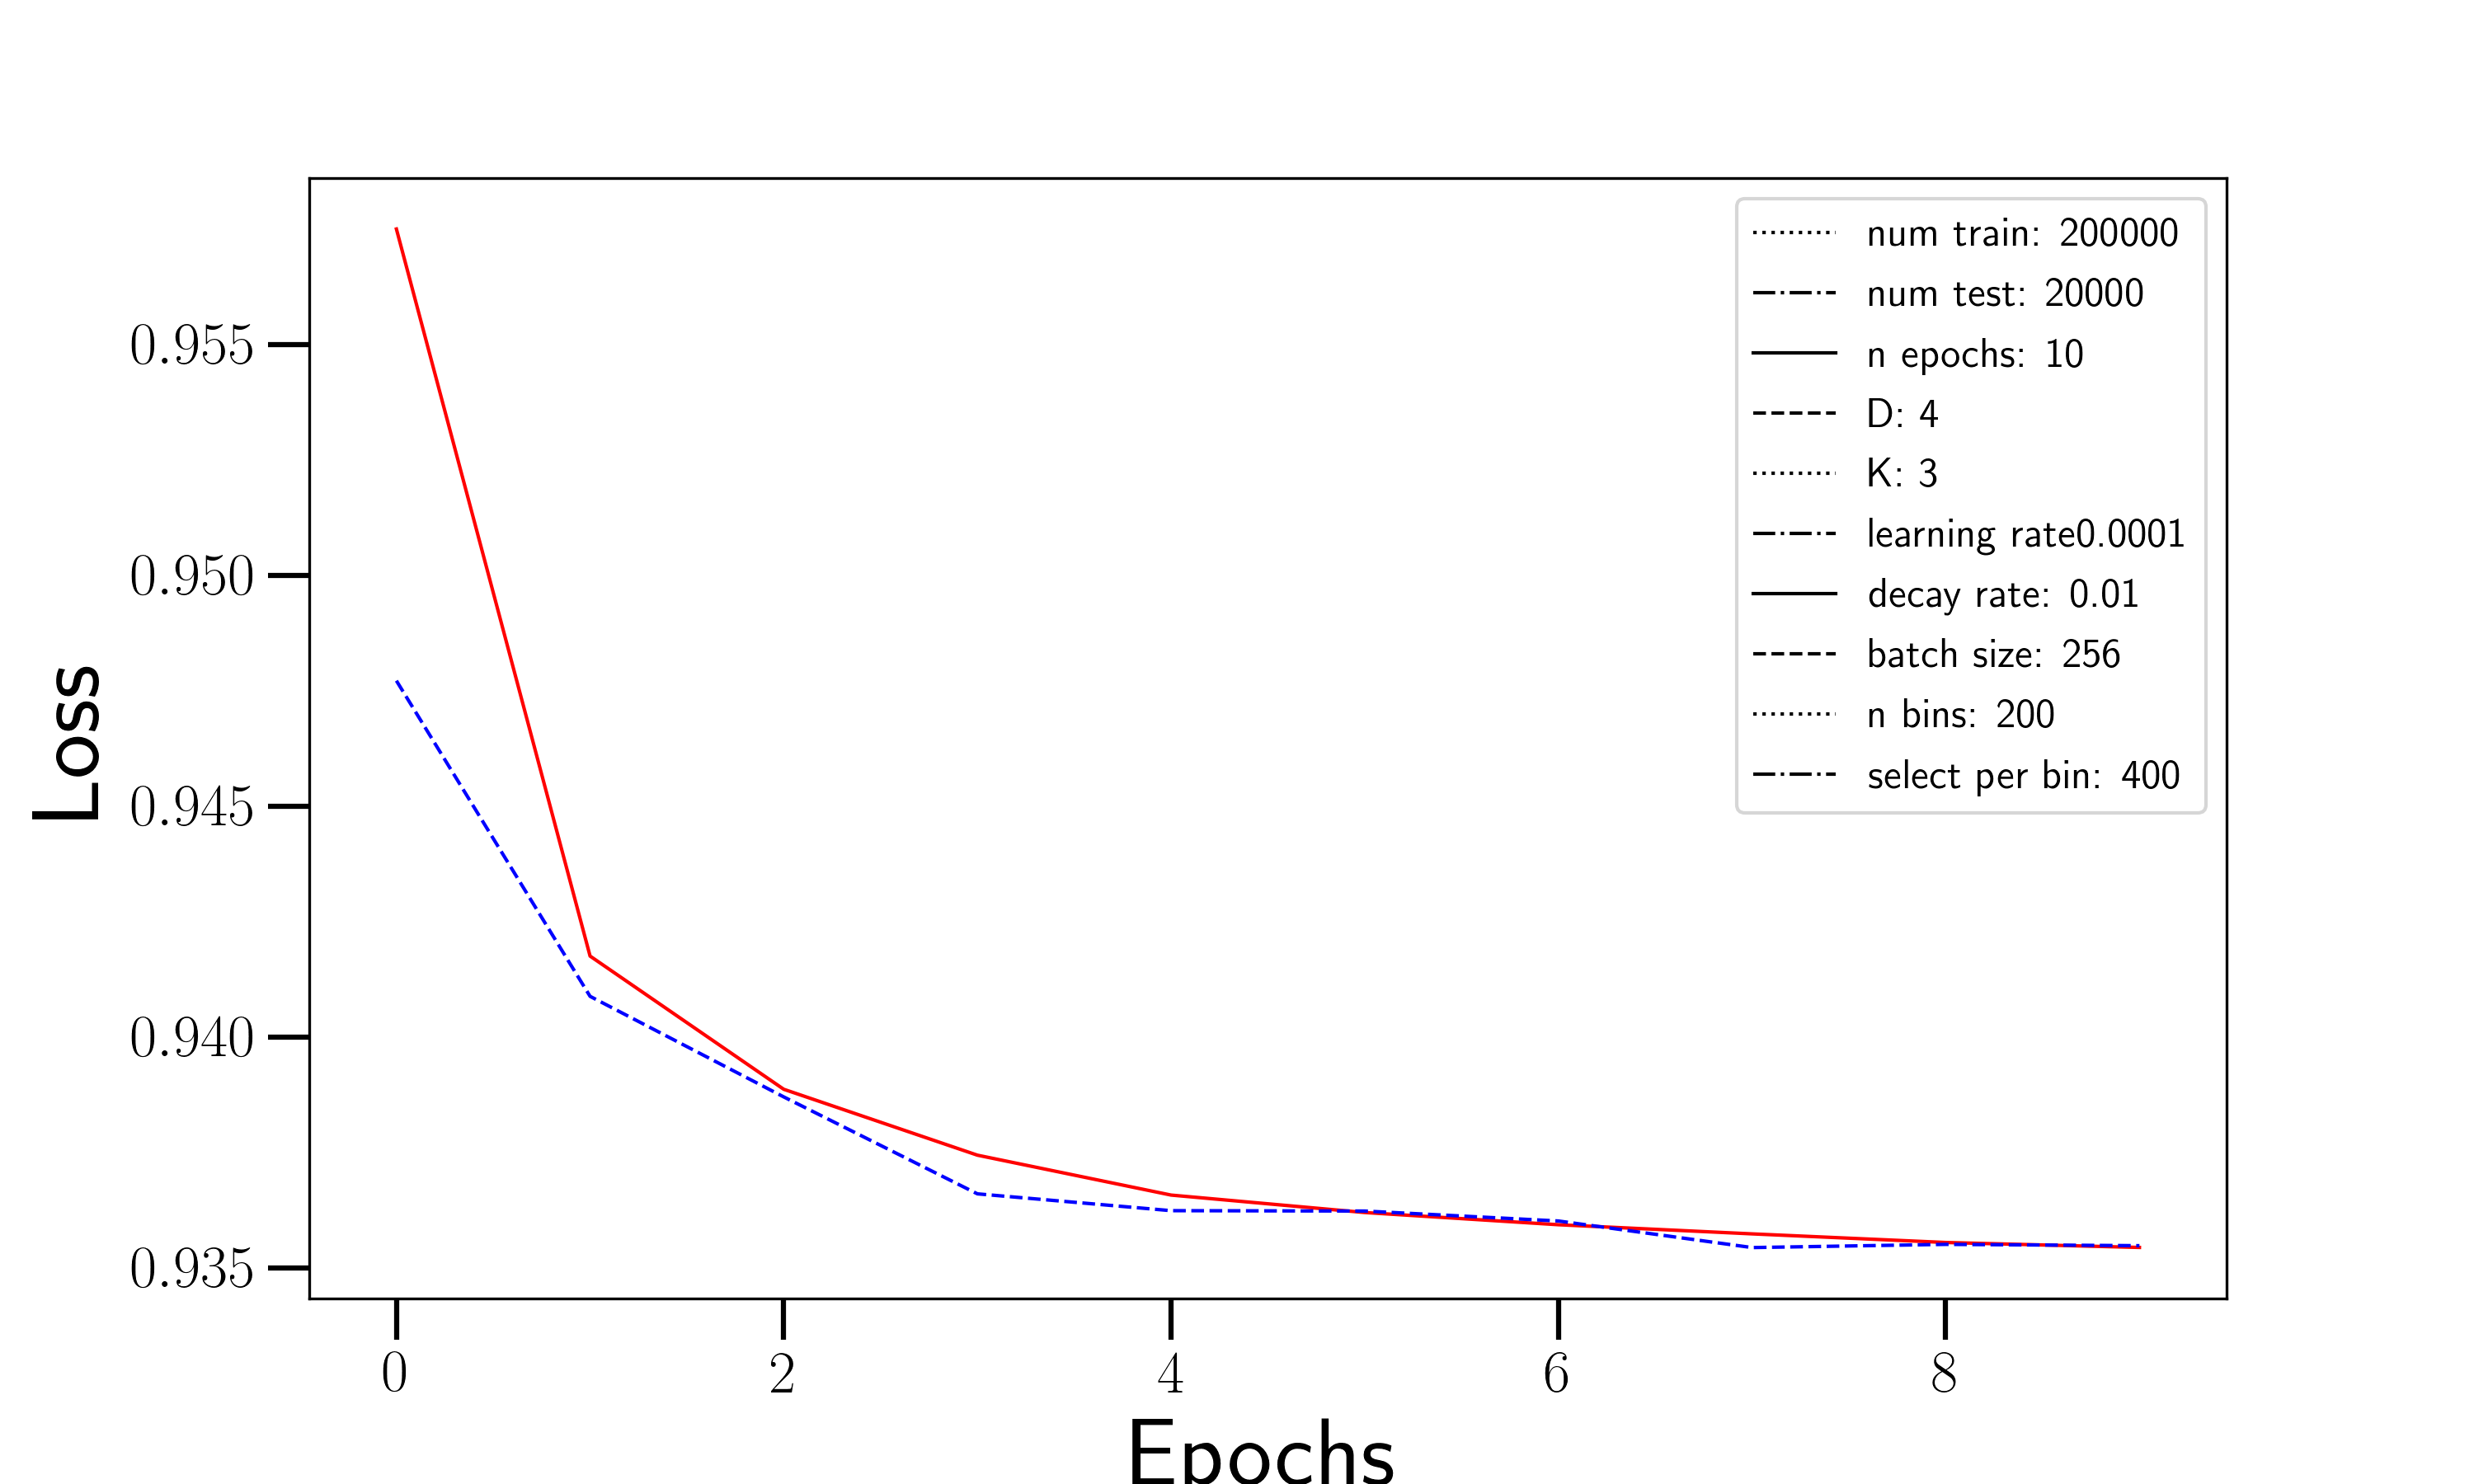 num train: 200000
num test: 20000
n epochs: 10
D: 4
K: 3
learning rate0.0001
decay rate: 0.01
batch size: 256
n bins: 200
select per bin: 400
0.955
0.950
0.945
0.940
0.935
Loss
0 2 4 6 8
Epochs